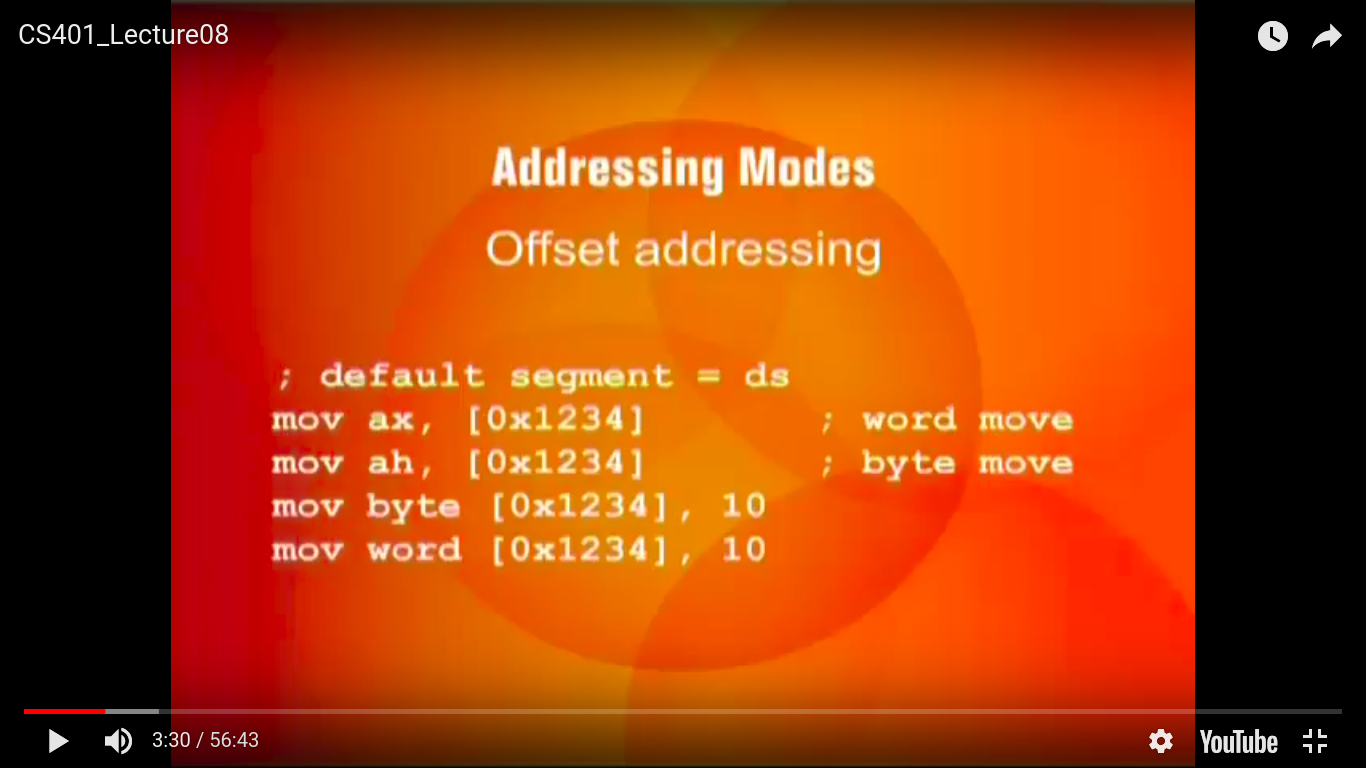 CS401_Lecture08
Addressing Modes
Offset addressing
; default segment = ds
mov ax, [0x1234] ; word move
mov ah, [0x1234] ; byte move
mov byte [0x1234], 10
mov word [0x1234], 10
3:30 / 56:43
YouTube